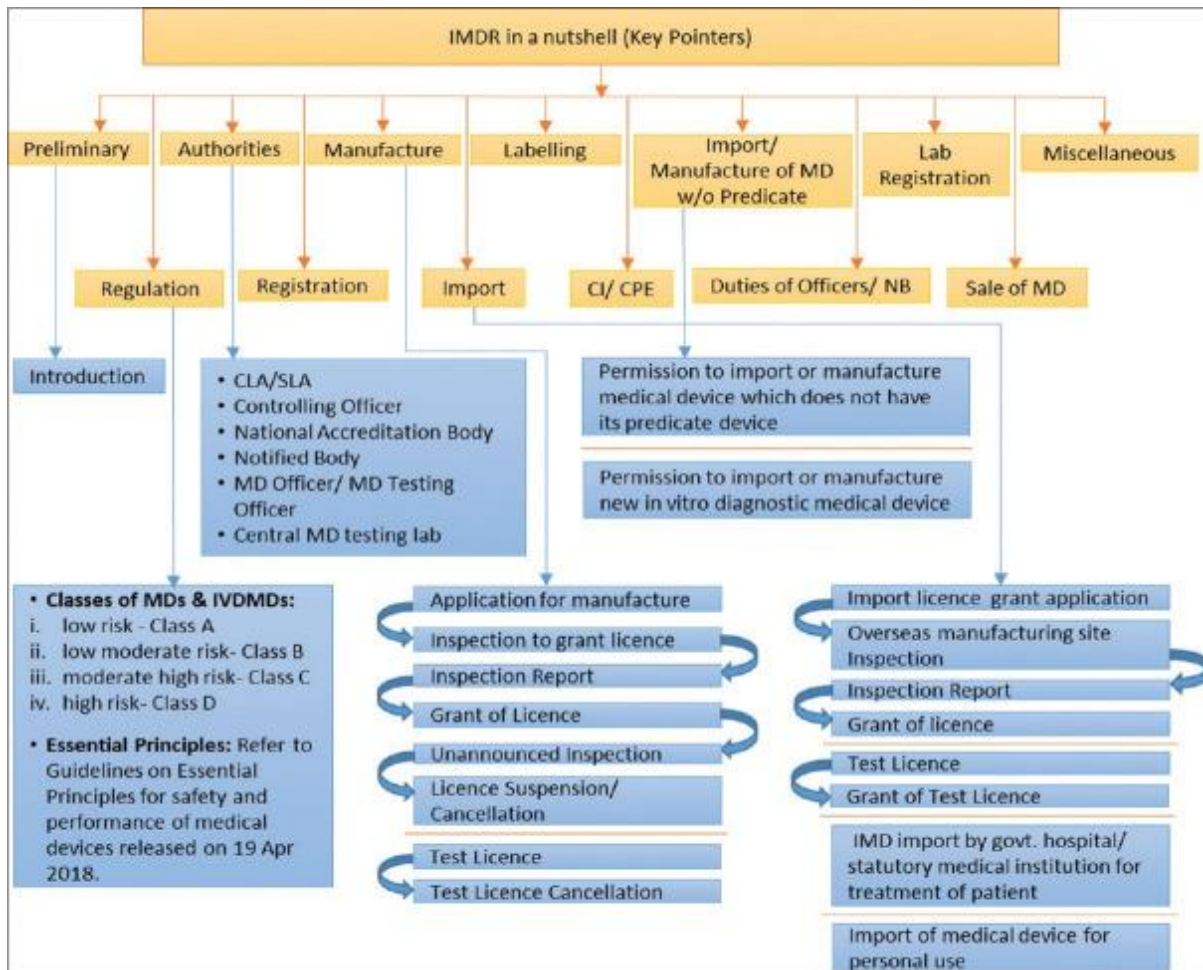 IMDR in a nutshell (Key Pointers)
Preliminary
Authorities
Manufacture
Labelling
Import/
Manufacture of MD
w/o Predicate
Lab
Registration
Miscellaneous
Regulation
Registration
Import
CI/ CPE
Duties of Officers/ NB
Sale of MD
Introduction
• CLA/SLA
• Controlling Officer
• National Accreditation Body
• Notified Body
• MD Officer/ MD Testing
Officer
• Central MD testing lab
Permission to import or manufacture
medical device which does not have
its predicate device
Permission to import or manufacture
new in vitro diagnostic medical device
• Classes of MDs & IVDMDs:
i. low risk - Class A
ii. low moderate risk- Class B
iii. moderate high risk- Class C
iv. high risk- Class D
• Essential Principles: Refer to
Guidelines on Essential
Principles for safety and
performance of medical
devices released on 19 Apr
2018.
Application for manufacture
Inspection to grant licence
Inspection Report
Grant of Licence
Unannounced Inspection
Licence Suspension/
Cancellation
Test Licence
Test Licence Cancellation
Import licence grant application
Overseas manufacturing site
Inspection
Inspection Report
Grant of licence
Test Licence
Grant of Test Licence
IMD import by govt. hospital/
statutory medical institution for
treatment of patient
Import of medical device for
personal use